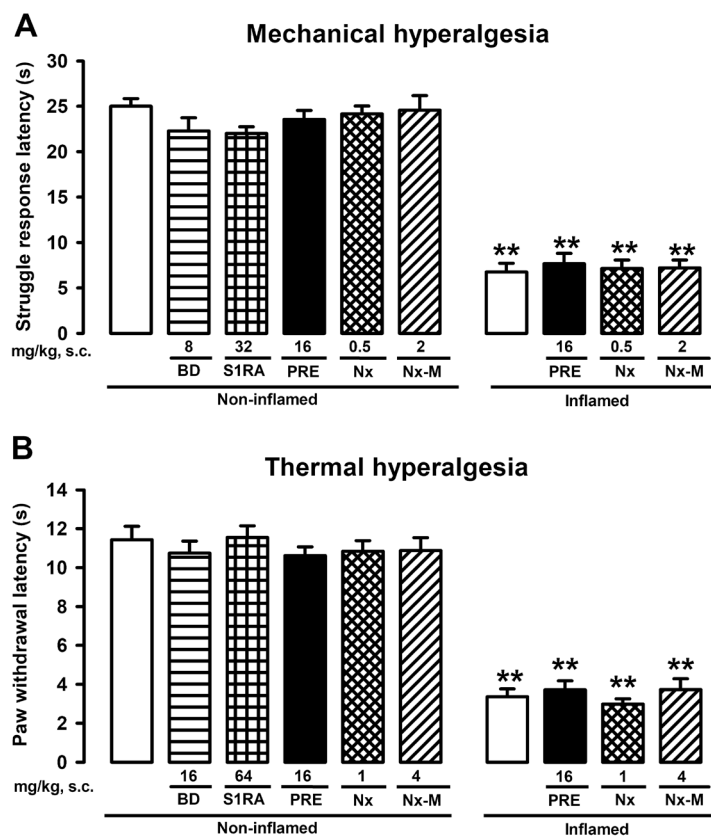 A
Mechanical hyperalgesia
Struggle response latency (s)
30
25
20
15
10
5
0
** ** ** **
mg/kg, s.c. 8 32 16 0.5 2 16 0.5 2
BD S1RA PRE Nx Nx-M PRE Nx Nx-M
Non-inflamed Inflamed
B
Thermal hyperalgesia
Paw withdrawal latency (s)
14
12
10
8
6
4
2
0
** ** ** **
mg/kg, s.c. 16 64 16 1 4 16 1 4
BD S1RA PRE Nx Nx-M PRE Nx Nx-M
Non-inflamed Inflamed